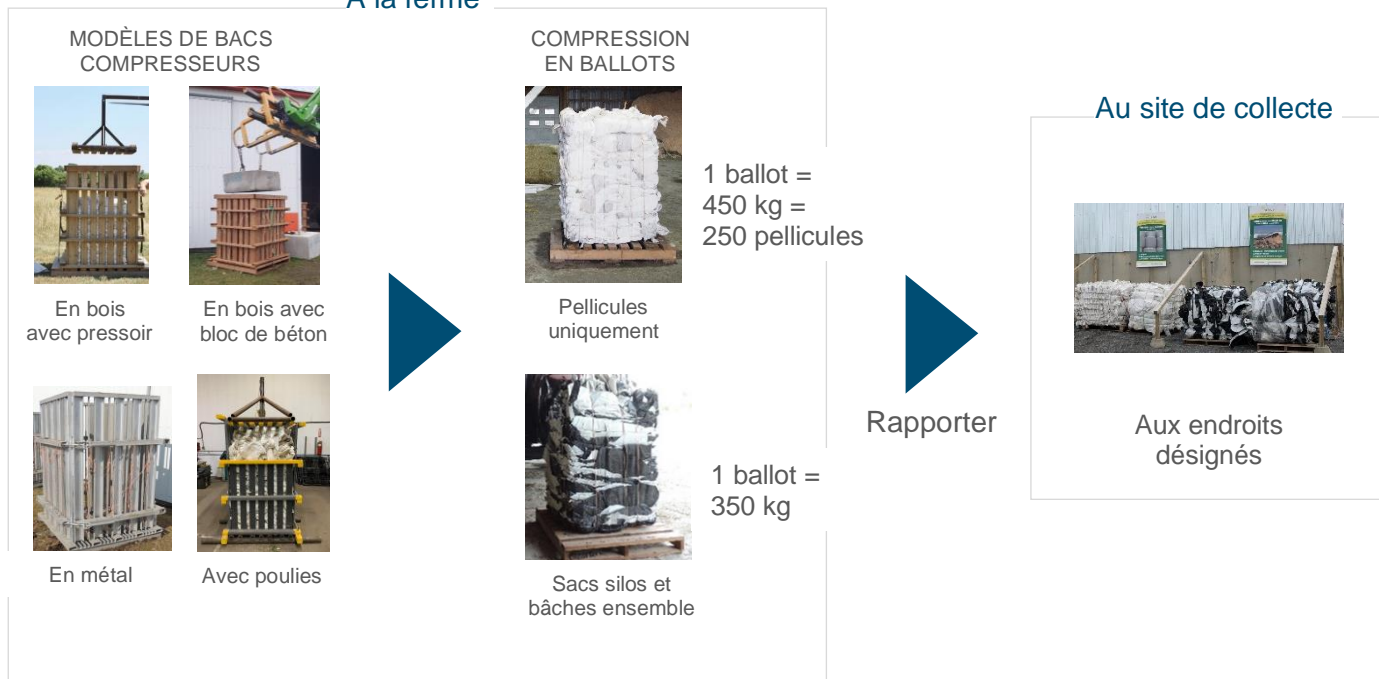 À la ferme
MODÈLES DE BACS
COMPRESSEURS
En bois
avec pressoir
En bois avec
bloc de béton
En métal
Avec poulies
COMPRESSION
EN BALLOTS
1 ballot =
450 kg =
250 pellicules
Pellicules
uniquement
1 ballot =
350 kg
Sacs silos et
bâches ensemble
Rapporter
Au site de collecte
Aux endroits
désignés